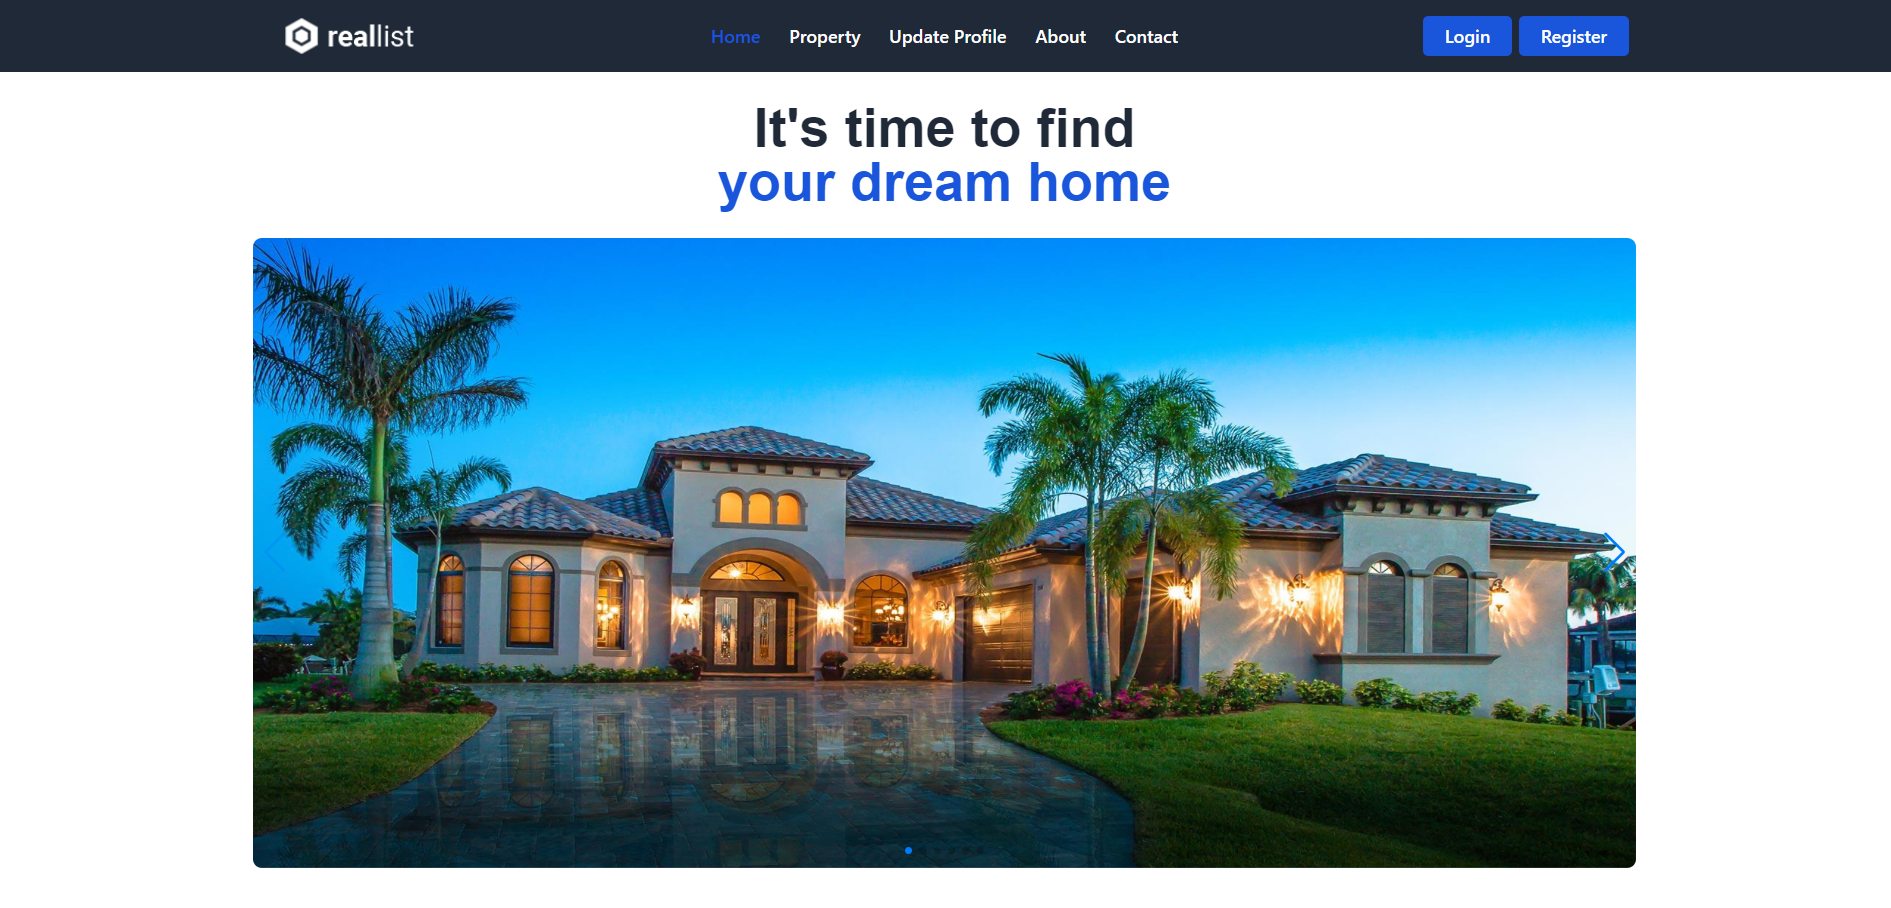 reallist
Home Property Update Profile About Contact
Login Register
It's time to find
your dream home